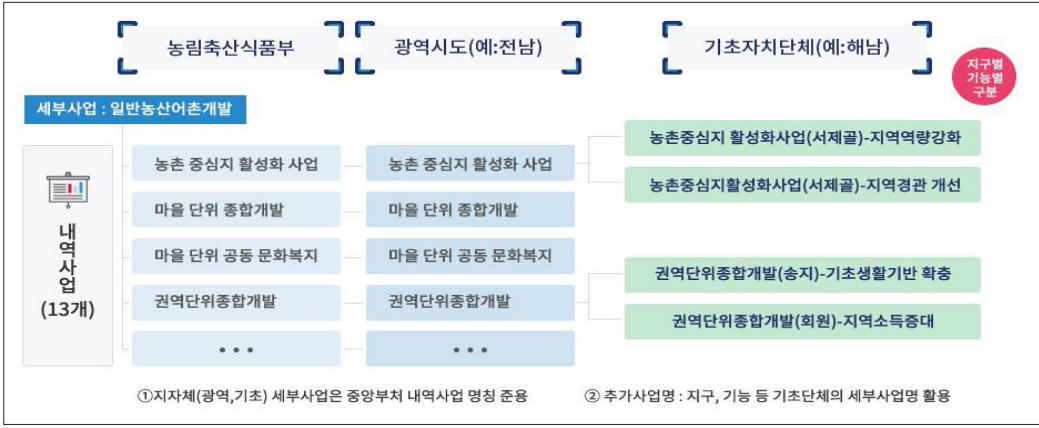 농림축산식품부
광역시도(예:전남)
기초자치단체(예:해남)
지구별
기능별
구분
세부사업 : 일반농산어촌개발
내
역
사
업
(13개)
농촌 중심지 활성화 사업
마을 단위 종합개발
마을 단위 공동 문화복지
권역단위종합개발
• • •
농촌 중심지 활성화 사업
마을 단위 종합개발
마을 단위 공동 문화복지
권역단위종합개발
• • •
농촌중심지 활성화사업(서제골)-지역역량강화
농촌중심지활성화사업(서제골)-지역경관 개선
권역단위종합개발(송지)-기초생활기반 확충
권역단위종합개발(회원)-지역소득증대
①지자체(광역,기초) 세부사업은 중앙부처 내역사업 명칭 준용
② 추가사업명 : 지구, 기능 등 기초단체의 세부사업명 활용